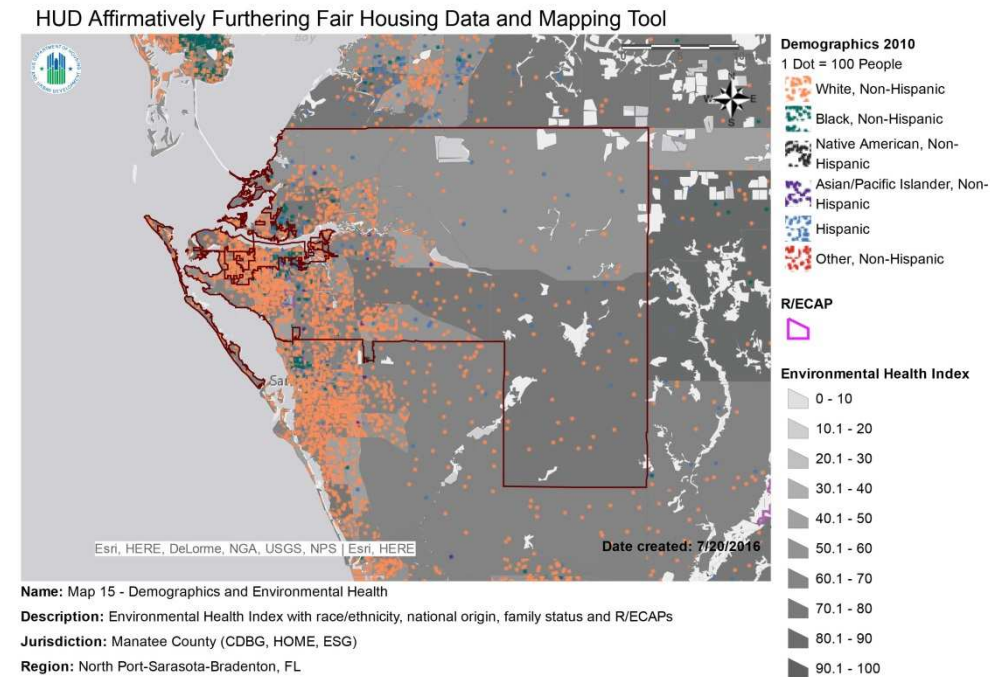 HUD Affirmatively Furthering Fair Housing Data and Mapping Tool
Demographics 2010
1 Dot = 100 People
White, Non-Hispanic
Black, Non-Hispanic
Native American, Non-
Hispanic
Asian/Pacific Islander, Non-
Hispanic
Hispanic
Other, Non-Hispanic
R/ECAP
Environmental Health Index
0 - 10
10.1 - 20
20.1 - 30
30.1 - 40
40.1 - 50
50.1 - 60
60.1 - 70
70.1 - 80
80.1 - 90
90.1 - 100
Bay
N
W E
S
Sar
Esri, HERE, DeLorme, NGA, USGS, NPS | Esri, HERE
Date created: 7/20/2016
Name: Map 15 - Demographics and Environmental Health
Description: Environmental Health Index with race/ethnicity, national origin, family status and R/ECAPs
Jurisdiction: Manatee County (CDBG, HOME, ESG)
Region: North Port-Sarasota-Bradenton, FL